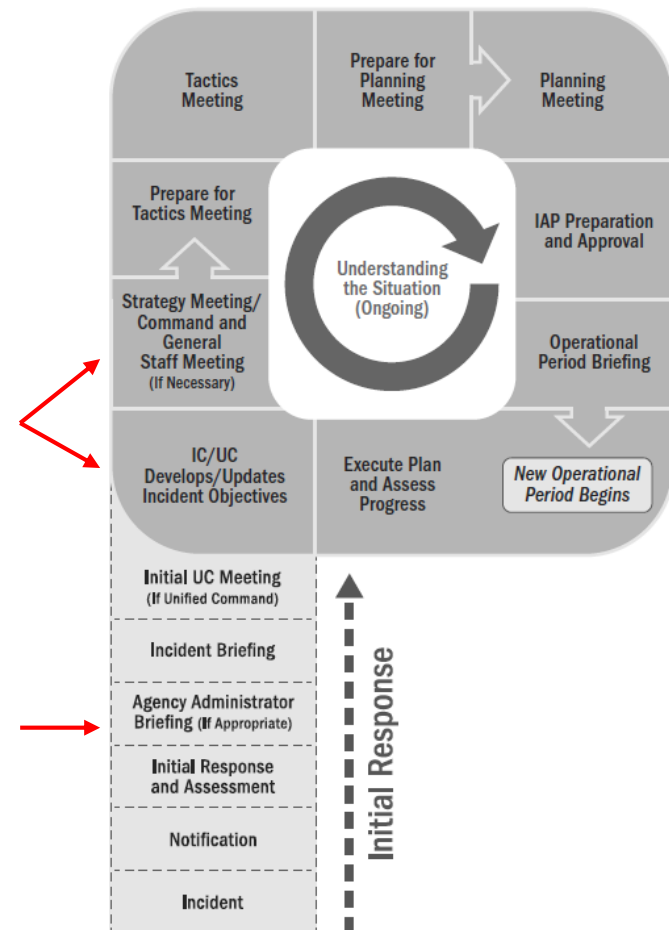 Tactics
Meeting
Prepare for
Planning
Meeting
Planning
Meeting
Prepare for
Tactics Meeting
IAP Preparation
and Approval
Understanding
the Situation
(Ongoing)
Strategy Meeting/
Command and
General
Staff Meeting
(If Necessary)
Operational
Period Briefing
IC/UC
Develops/Updates
Incident Objectives
Execute Plan
and Assess
Progress
New Operational
Period Begins
Initial UC Meeting
(If Unified Command)
Incident Briefing
Agency Administrator
Briefing (If Appropriate)
Initial Response
and Assessment
Notification
Incident
Initial Response